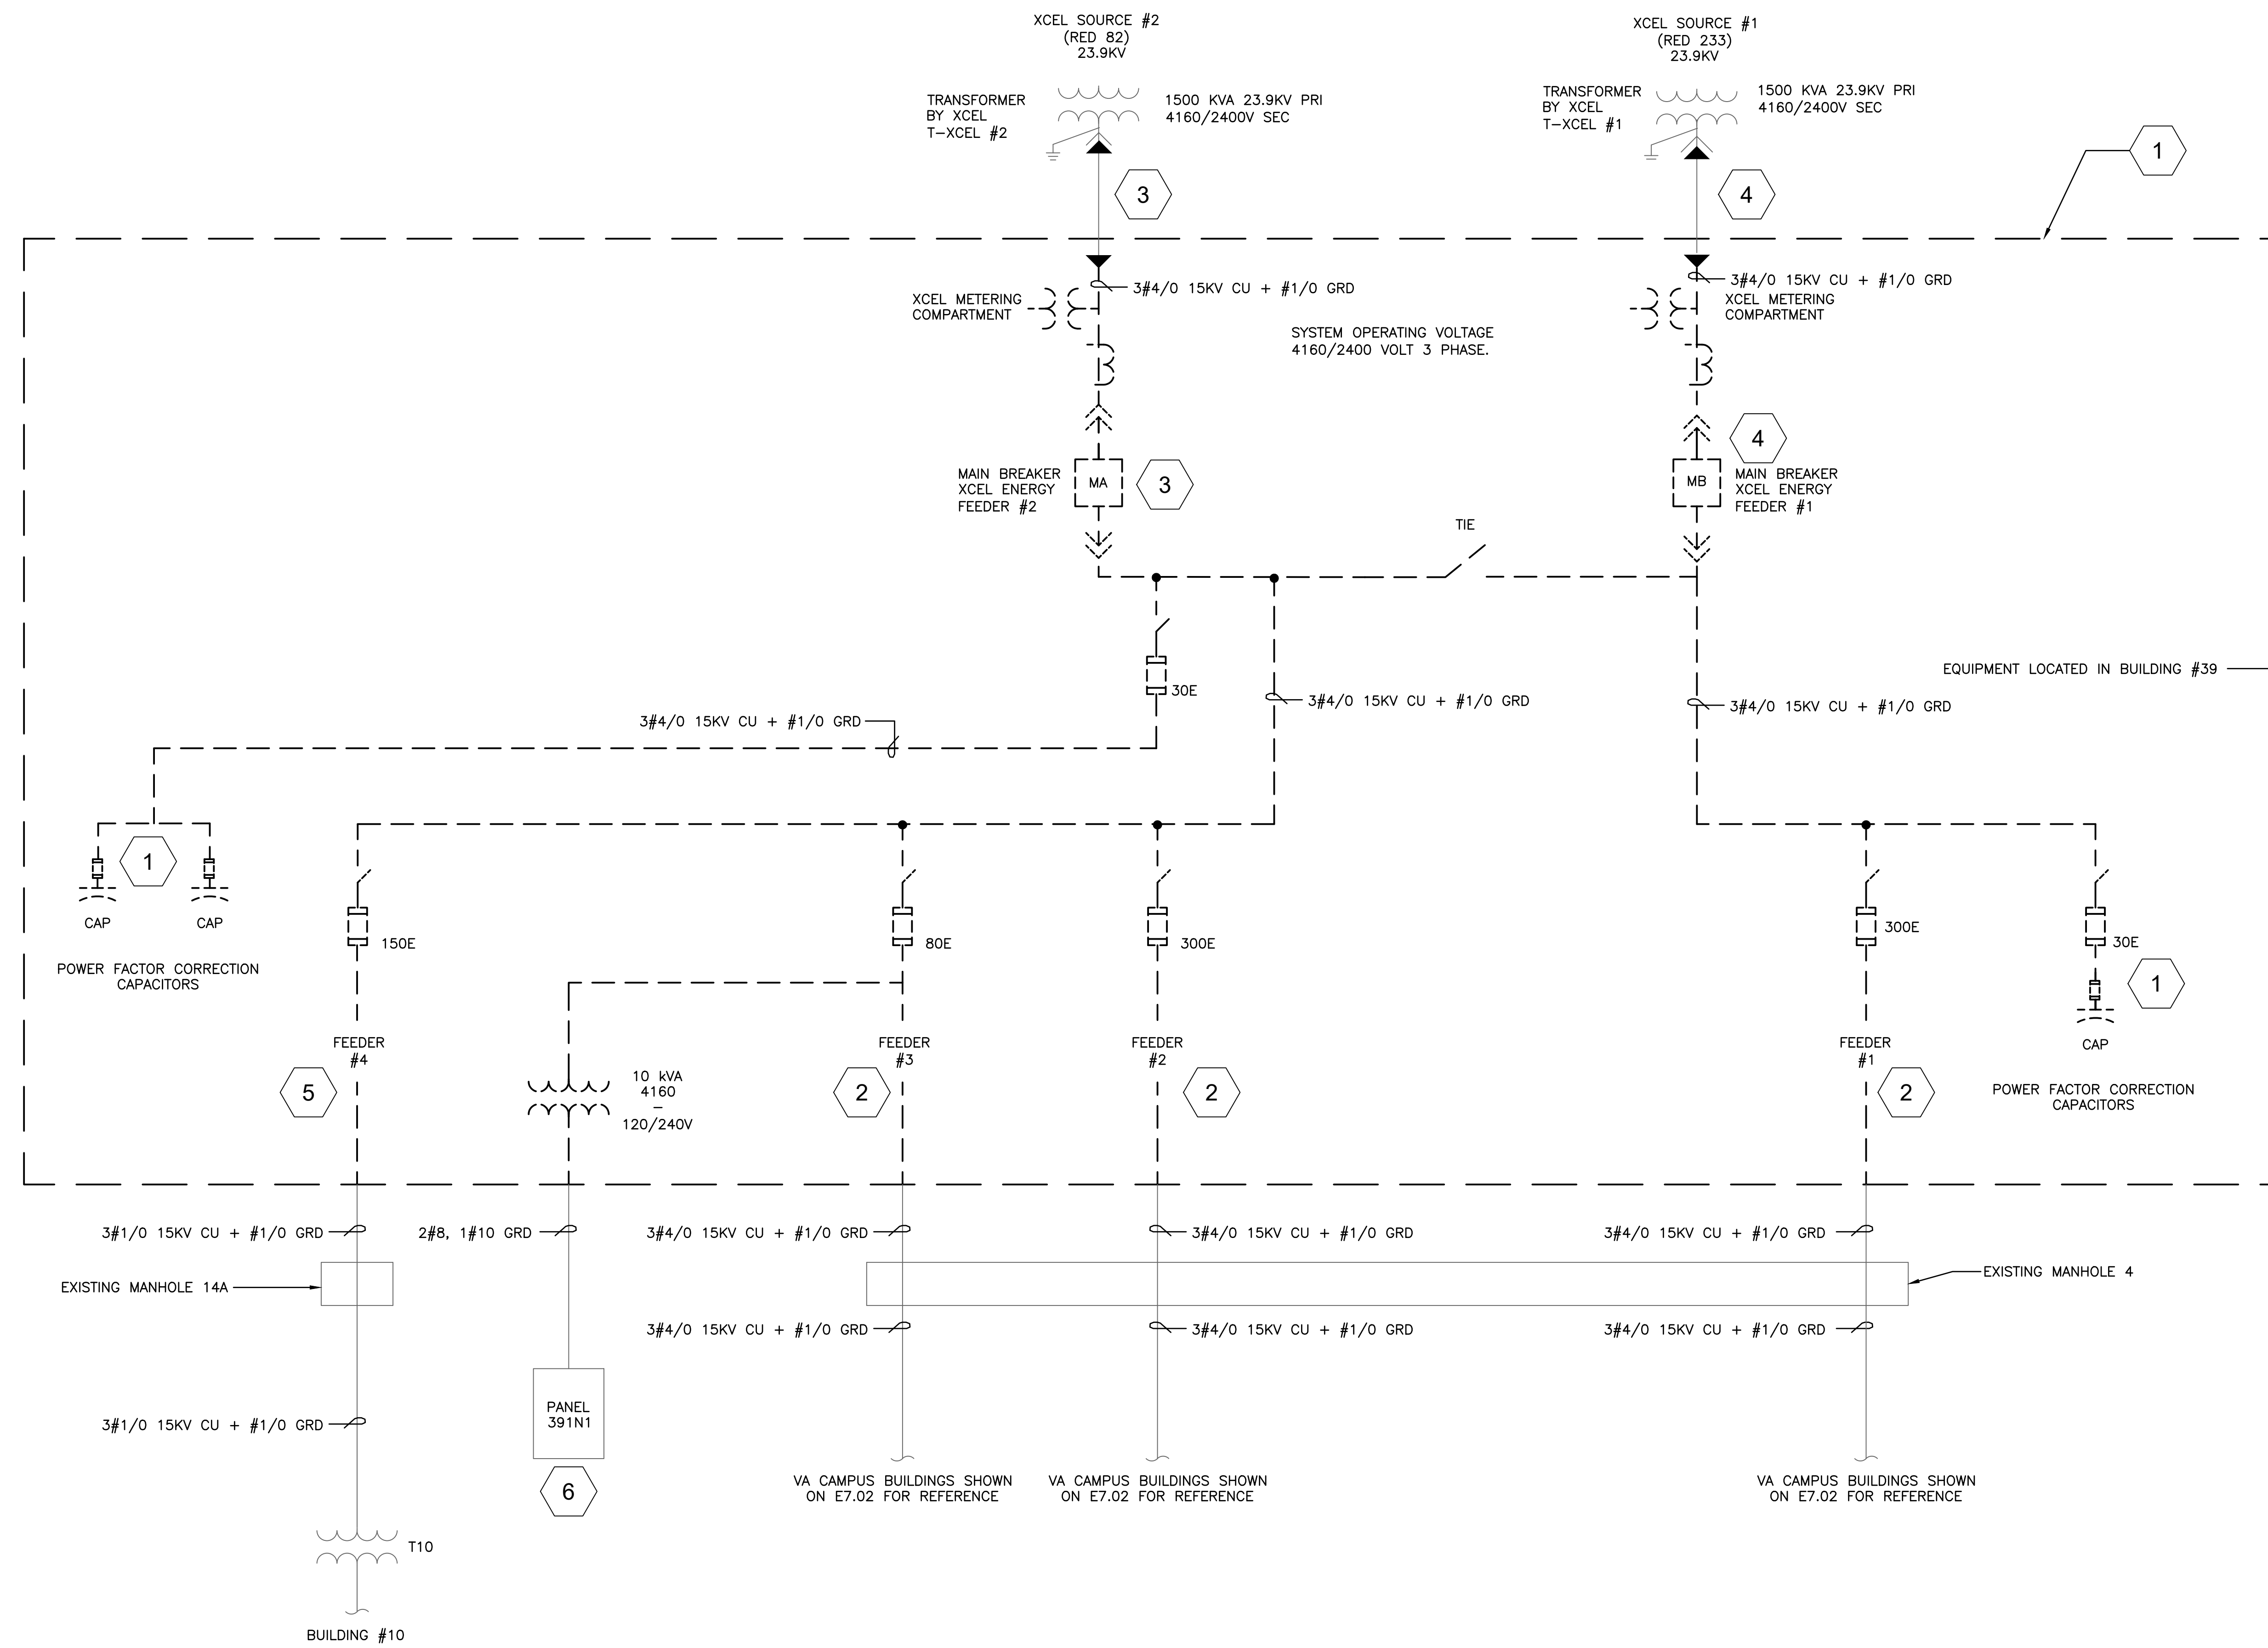 XCEL SOURCE #2
(RED 82)
23.9KV
XCEL SOURCE #1
(RED 233)
23.9KV
TRANSFORMER
BY XCEL
T-XCEL #2
1500 KVA 23.9KV PRI
4160/2400V SEC
TRANSFORMER
BY XCEL
T-XCEL #1
1500 KVA 23.9KV PRI
4160/2400V SEC
1
3
4
XCEL METERING
COMPARTMENT
3#4/0 15KV CU + #1/0 GRD
SYSTEM OPERATING VOLTAGE
4160/2400 VOLT 3 PHASE.
3#4/0 15KV CU + #1/0 GRD
XCEL METERING
COMPARTMENT
MAIN BREAKER
XCEL ENERGY
FEEDER #2
MA
3
4
MB
MAIN BREAKER
XCEL ENERGY
FEEDER #1
TIE
EQUIPMENT LOCATED IN BUILDING #39
30E
3#4/0 15KV CU + #1/0 GRD
3#4/0 15KV CU + #1/0 GRD
3#4/0 15KV CU + #1/0 GRD
1
CAP
CAP
POWER FACTOR CORRECTION
CAPACITORS
150E
80E
300E
300E
30E
1
CAP
POWER FACTOR CORRECTION
CAPACITORS
FEEDER
#4
5
10 kVA
4160
-
120/240V
FEEDER
#3
2
FEEDER
#2
2
FEEDER
#1
2
3#1/0 15KV CU + #1/0 GRD
2#8, 1#10 GRD
3#4/0 15KV CU + #1/0 GRD
3#4/0 15KV CU + #1/0 GRD
3#4/0 15KV CU + #1/0 GRD
EXISTING MANHOLE 14A
EXISTING MANHOLE 4
3#4/0 15KV CU + #1/0 GRD
3#4/0 15KV CU + #1/0 GRD
3#4/0 15KV CU + #1/0 GRD
3#1/0 15KV CU + #1/0 GRD
PANEL
391N1
6
VA CAMPUS BUILDINGS SHOWN
ON E7.02 FOR REFERENCE
VA CAMPUS BUILDINGS SHOWN
ON E7.02 FOR REFERENCE
VA CAMPUS BUILDINGS SHOWN
ON E7.02 FOR REFERENCE
T10
BUILDING #10